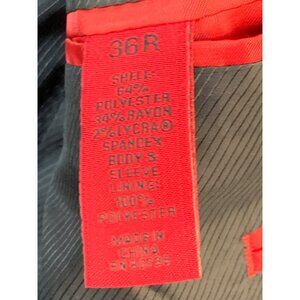 36R
SHELL:
64%
POLYESTER
34% RAYON
2% LYCRA®
SPANDEX
BODY &
SLEEVE
LINING:
100%
POLYESTER
MADE IN
CHINA